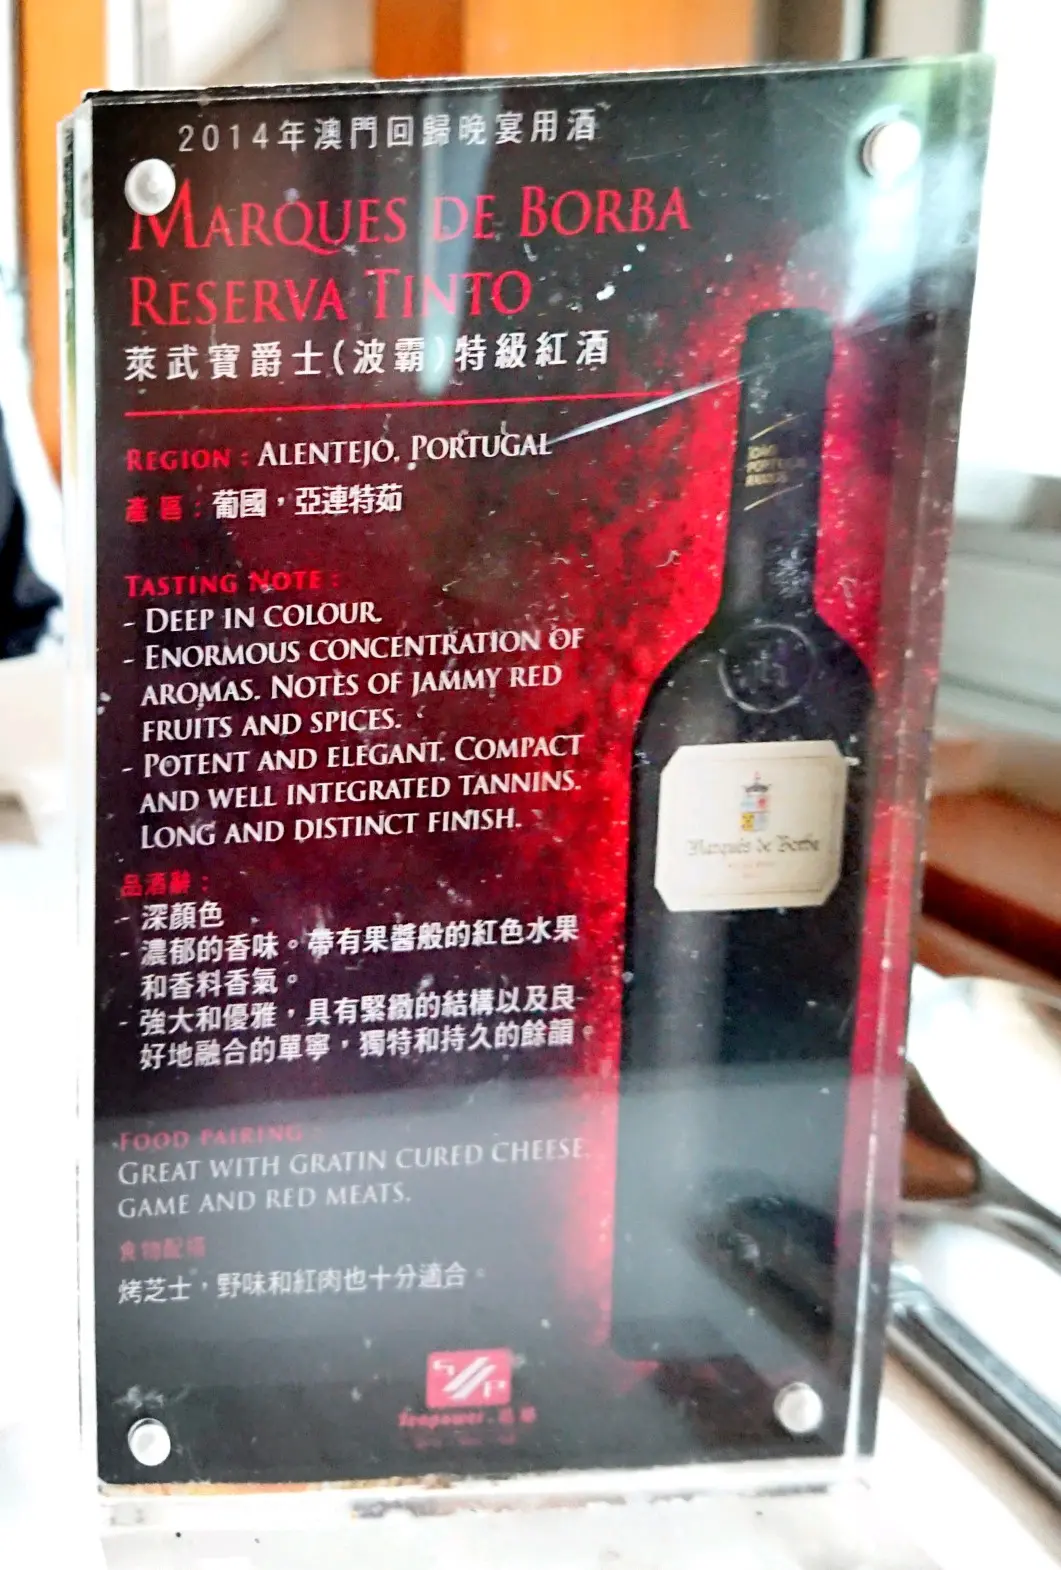 2014年澳門回歸晚宴用酒
MARQUES DE BORBA
RESERVA TINTO
萊武寶爵士(波霸)特級紅酒
REGION : ALENTEJO, PORTUGAL
產區 : 葡國，亞連特茹
TASTING NOTE :
- DEEP IN COLOUR.
- ENORMOUS CONCENTRATION OF
AROMAS. NOTES OF JAMMY RED
FRUITS AND SPICES.
- POTENT AND ELEGANT. COMPACT
AND WELL INTEGRATED TANNINS.
LONG AND DISTINCT FINISH.
品酒辭 :
- 深顏色
- 濃郁的香味。帶有果醬般的紅色水果
和香料香氣。
- 強大和優雅，具有緊緻的結構以及良
好地融合的單寧，獨特和持久的餘韻。
FOOD PAIRING :
GREAT WITH GRATIN CURED CHEESE,
GAME AND RED MEATS.
食物配搭
烤芝士，野味和紅肉也十分適合。
JOÃO
PORTUGAL
RAMOS
Marquês de Borba
S P
Seapower